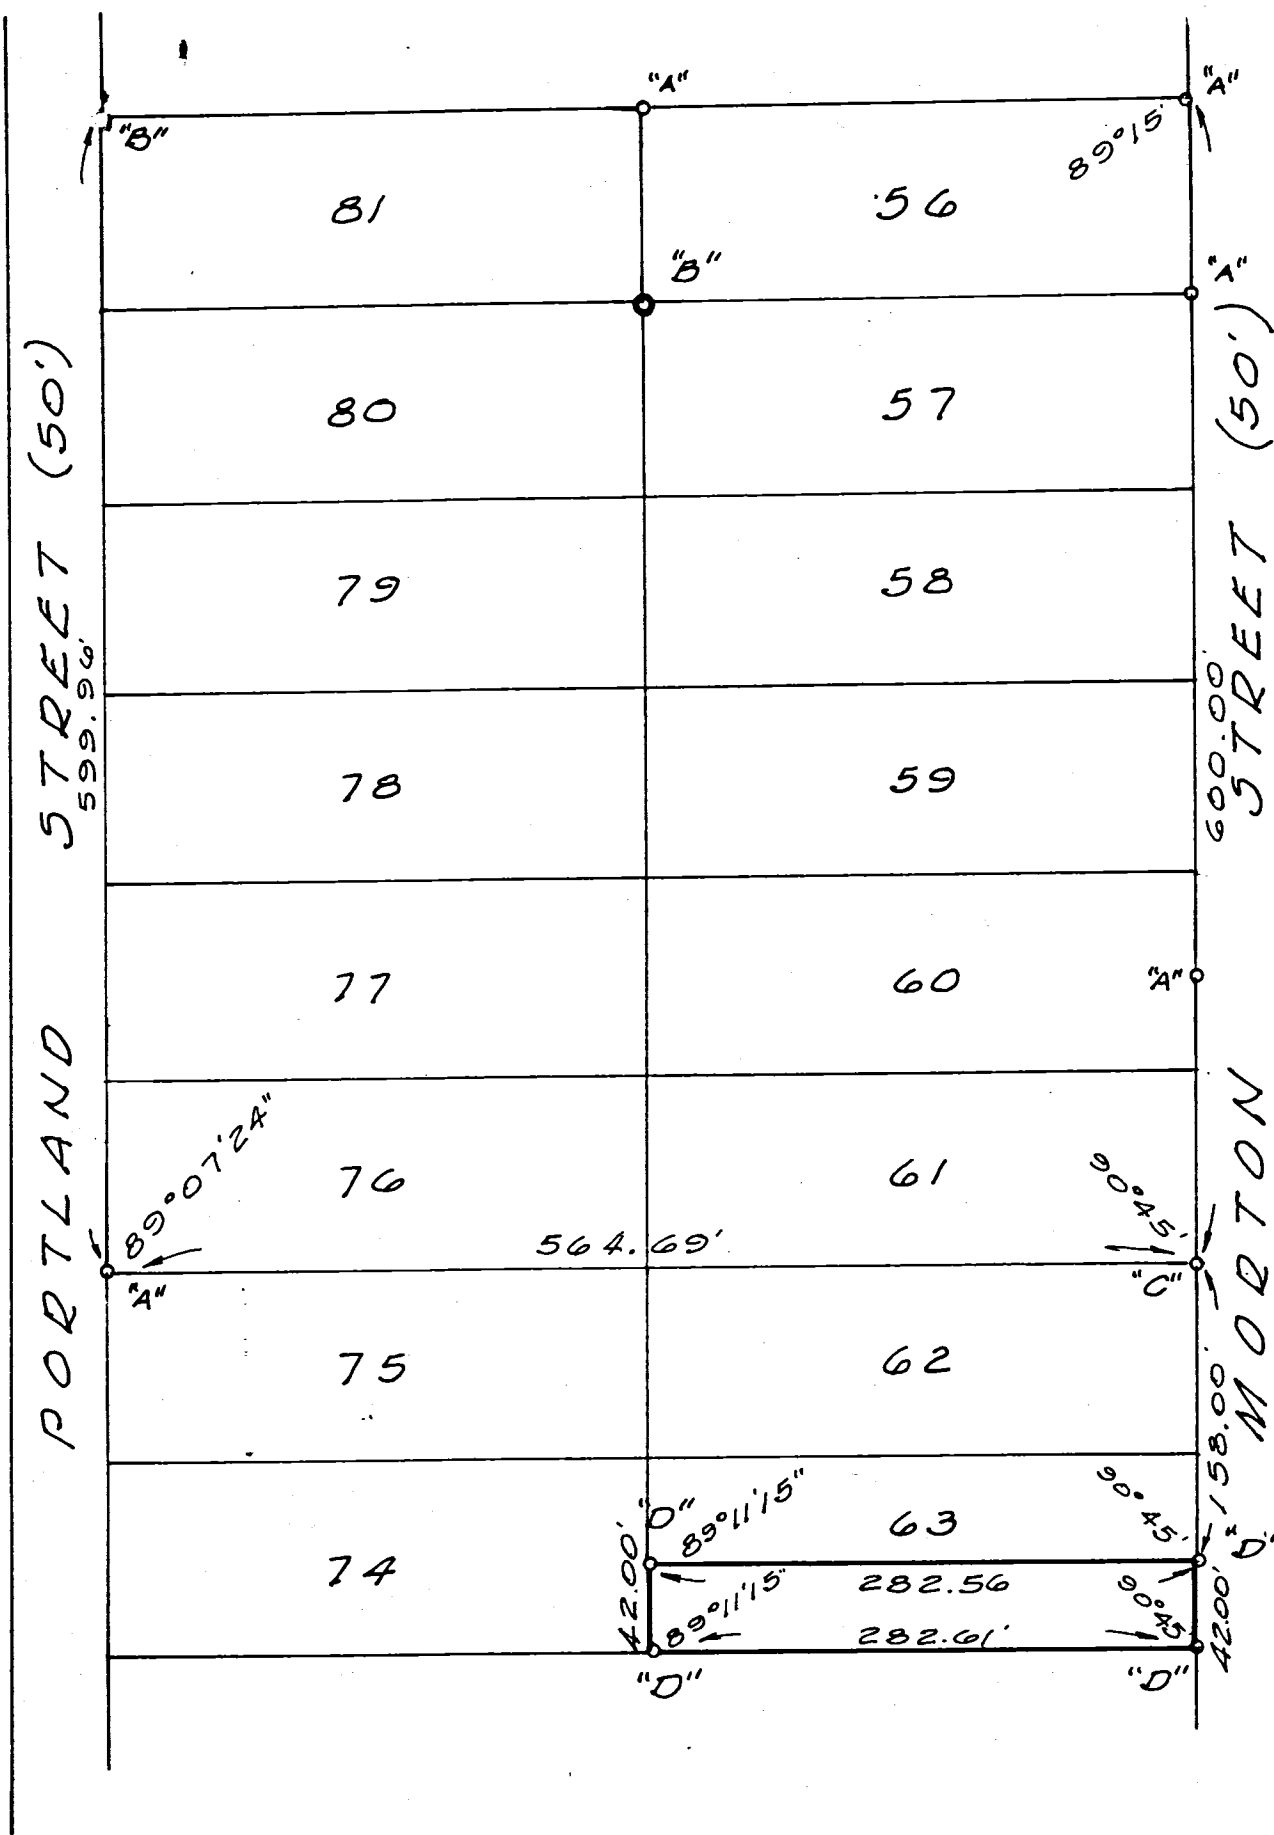 "A"
"A"
"B"
89°15'
81
56
"B"
"A"
PORTLAND STREET (50')
MORTON STREET (50')
80
57
79
58
599.96'
600.00'
78
59
77
60
"A"
89°07'24"
76
61
90°45'
564.69'
"A"
"C"
75
62
158.00'
"D"
89°11'15"
63
90°45'
"D"
74
42.00'
282.56
89°11'15"
90°45'
42.00'
282.61'
"D"
"D"